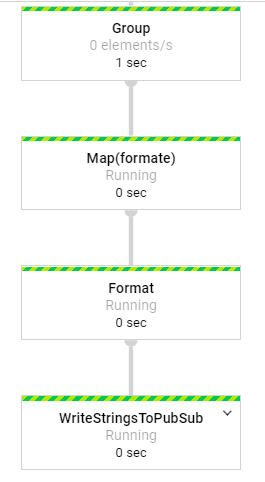 Group
0 elements/s
1 sec
Map(formate)
Running
0 sec
Format
Running
0 sec
WriteStringsToPubSub
Running
0 sec